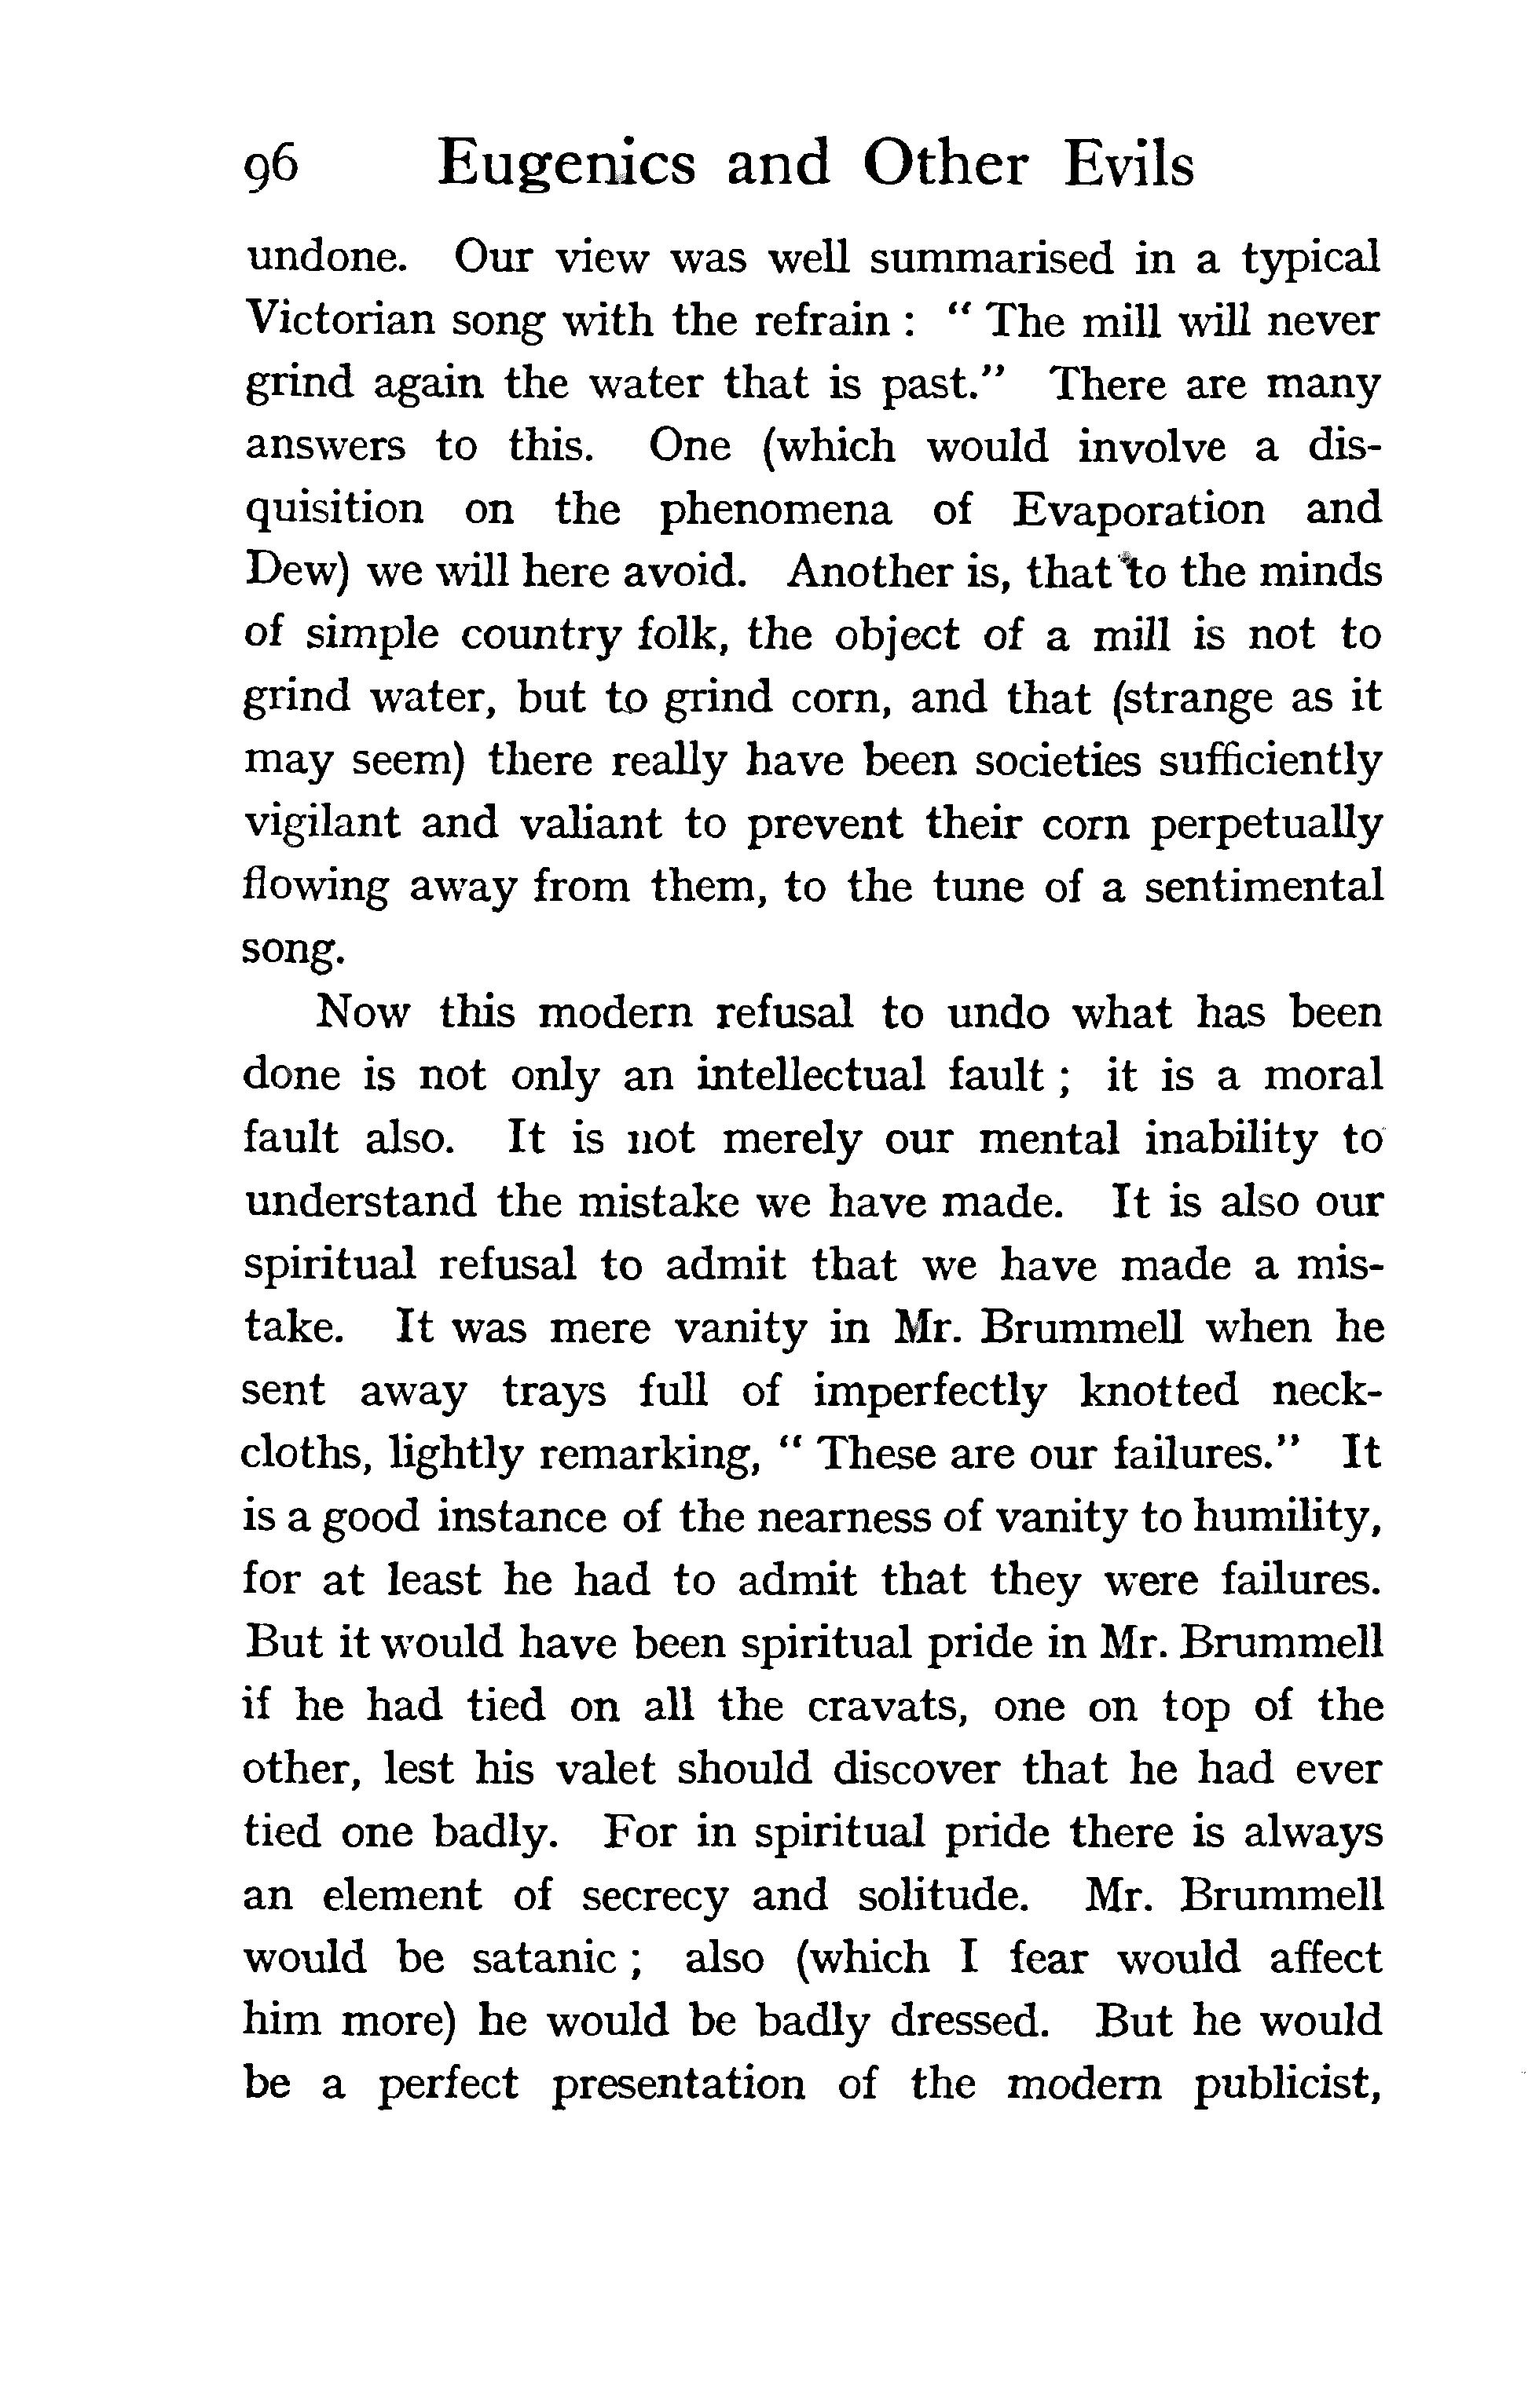 96 Eugenics and Other Evils
undone. Our view was well summarised in a typical
Victorian song with the refrain : “ The mill will never
grind again the water that is past.” There are many
answers to this. One (which would involve a dis-
quisition on the phenomena of Evaporation and
Dew) we will here avoid. Another is, that to the minds
of simple country folk, the object of a mill is not to
grind water, but to grind corn, and that (strange as it
may seem) there really have been societies sufficiently
vigilant and valiant to prevent their corn perpetually
flowing away from them, to the tune of a sentimental
song.
Now this modern refusal to undo what has been
done is not only an intellectual fault ; it is a moral
fault also. It is not merely our mental inability to
understand the mistake we have made. It is also our
spiritual refusal to admit that we have made a mis-
take. It was mere vanity in Mr. Brummell when he
sent away trays full of imperfectly knotted neck-
cloths, lightly remarking, “ These are our failures.” It
is a good instance of the nearness of vanity to humility,
for at least he had to admit that they were failures.
But it would have been spiritual pride in Mr. Brummell
if he had tied on all the cravats, one on top of the
other, lest his valet should discover that he had ever
tied one badly. For in spiritual pride there is always
an element of secrecy and solitude. Mr. Brummell
would be satanic ; also (which I fear would affect
him more) he would be badly dressed. But he would
be a perfect presentation of the modern publicist,